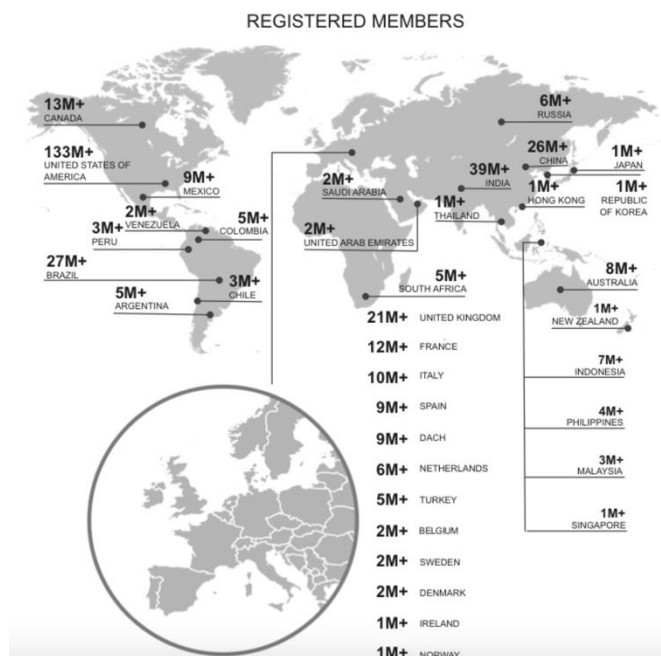 REGISTERED MEMBERS
13M+
CANADA
133M+
UNITED STATES OF
AMERICA
9M+
MEXICO
2M+
VENEZUELA
5M+
COLOMBIA
3M+
PERU
27M+
BRAZIL
3M+
CHILE
5M+
ARGENTINA
6M+
RUSSIA
26M+
CHINA
1M+
JAPAN
39M+
INDIA
2M+
SAUDI ARABIA
1M+
THAILAND
1M+
HONG KONG
1M+
REPUBLIC
OF KOREA
2M+
UNITED ARAB EMIRATES
5M+
SOUTH AFRICA
8M+
AUSTRALIA
1M+
NEW ZEALAND
7M+
INDONESIA
4M+
PHILIPPINES
3M+
MALAYSIA
1M+
SINGAPORE
21M+ UNITED KINGDOM
12M+ FRANCE
10M+ ITALY
9M+ SPAIN
9M+ DACH
6M+ NETHERLANDS
5M+ TURKEY
2M+ BELGIUM
2M+ SWEDEN
2M+ DENMARK
1M+ IRELAND
1M+ NORWAY